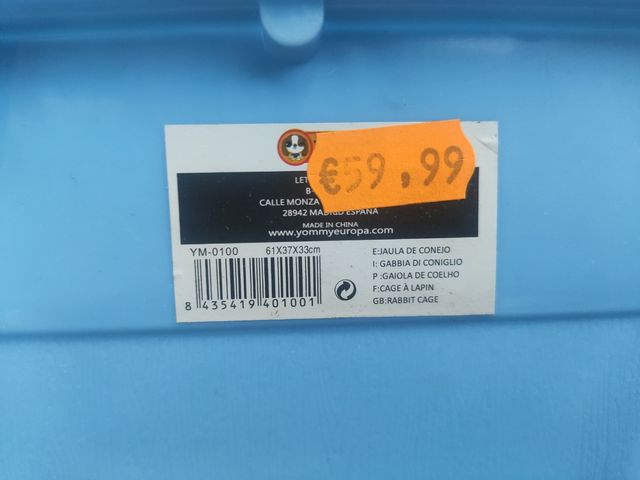 €59,99
LET
B
CALLE MONZA
28942 MADRID ESPAÑA
MADE IN CHINA
www.yommyeuropa.com
YM-0100 61X37X33cm
8 435419 401001
E:JAULA DE CONEJO
I: GABBIA DI CONIGLIO
P :GAIOLA DE COELHO
F:CAGE À LAPIN
GB:RABBIT CAGE